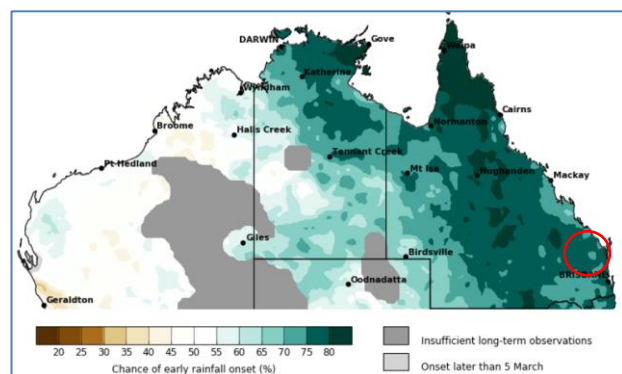 DARWIN
Gove
Weipa
Katherine
Wyndham
Cairns
Broome
Halls Creek
Normanton
Tennant Creek
Pt Hedland
Mt Isa
Hughenden
Mackay
Giles
Birdsville
BRISBANE
Oodnadatta
Geraldton
Insufficient long-term observations
20 25 30 40 45 50 55 60 65 70 75 80
Onset later than 5 March
Chance of early rainfall onset (%)